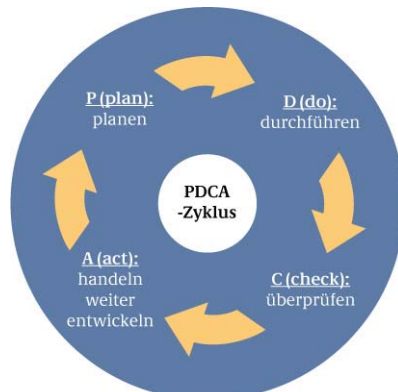 P (plan):
planen
D (do):
durchführen
PDCA
-Zyklus
C (check):
überprüfen
A (act):
handeln
weiter
entwickeln